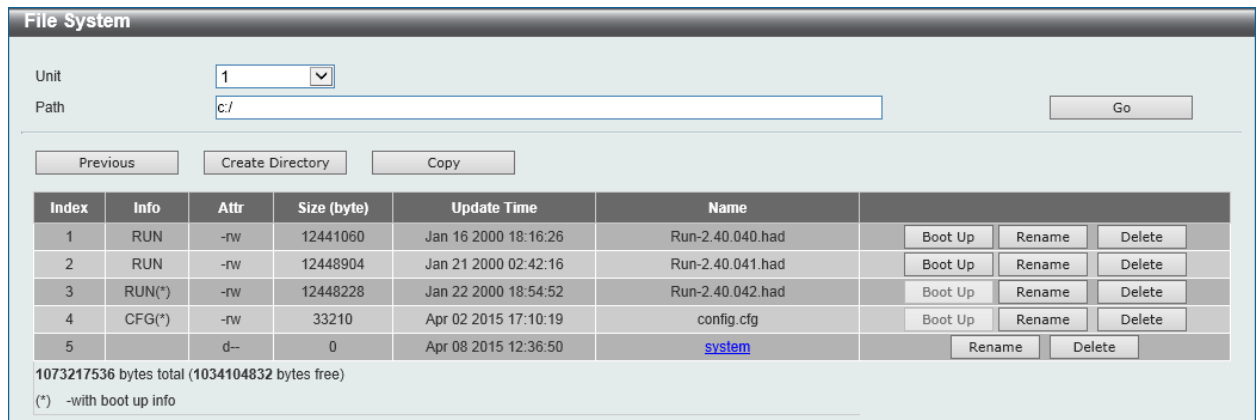 File System
Unit 1
Path c:/ Go
Previous Create Directory Copy
Index Info Attr Size (byte) Update Time Name
1 RUN -rw 12441060 Jan 16 2000 18:16:26 Run-2.40.040.had Boot Up Rename Delete
2 RUN -rw 12448904 Jan 21 2000 02:42:16 Run-2.40.041.had Boot Up Rename Delete
3 RUN(*) -rw 12448228 Jan 22 2000 18:54:52 Run-2.40.042.had Boot Up Rename Delete
4 CFG(*) -rw 33210 Apr 02 2015 17:10:19 config.cfg Boot Up Rename Delete
5 d-- 0 Apr 08 2015 12:36:50 system Rename Delete
1073217536 bytes total (1034104832 bytes free)
(*) -with boot up info